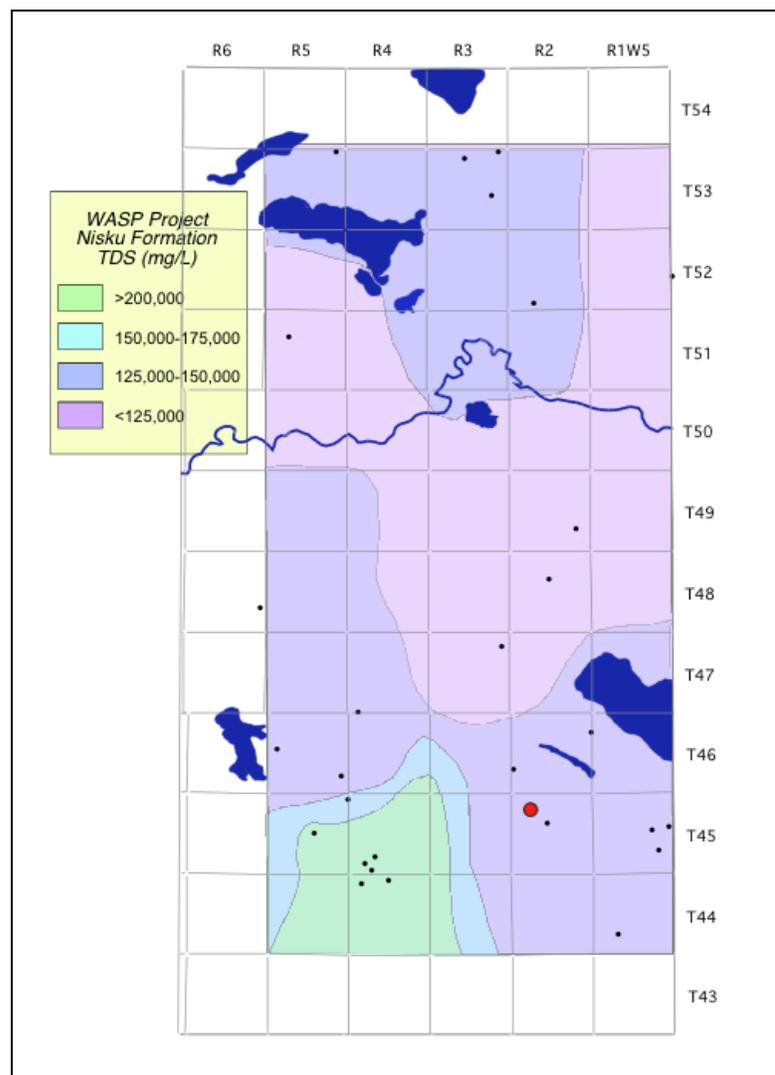 R6 R5 R4 R3 R2 R1W5
T54
T53
WASP Project
Nisku Formation
TDS (mg/L)
T52
>200,000
150,000-175,000
T51
125,000-150,000
<125,000
T50
T49
T48
T47
T46
T45
T44
T43